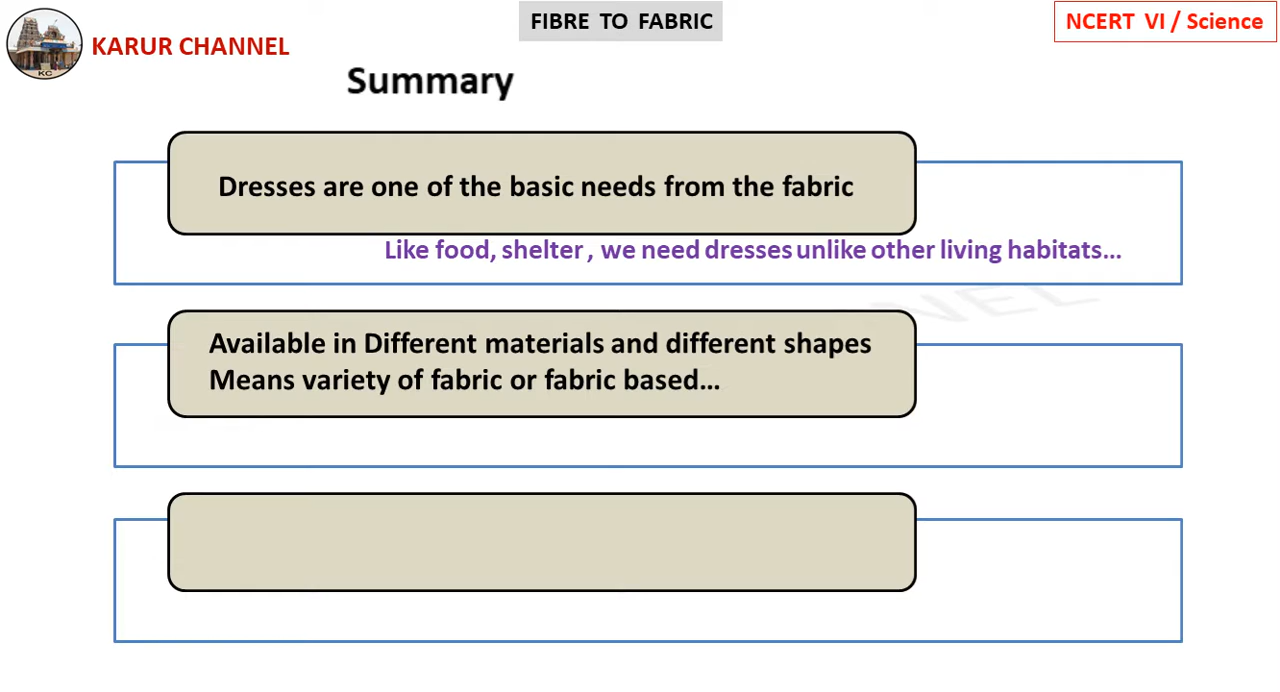 KARUR CHANNEL
KC
FIBRE TO FABRIC
NCERT VI / Science
Summary
Dresses are one of the basic needs from the fabric
Like food, shelter , we need dresses unlike other living habitats...
Available in Different materials and different shapes
Means variety of fabric or fabric based...